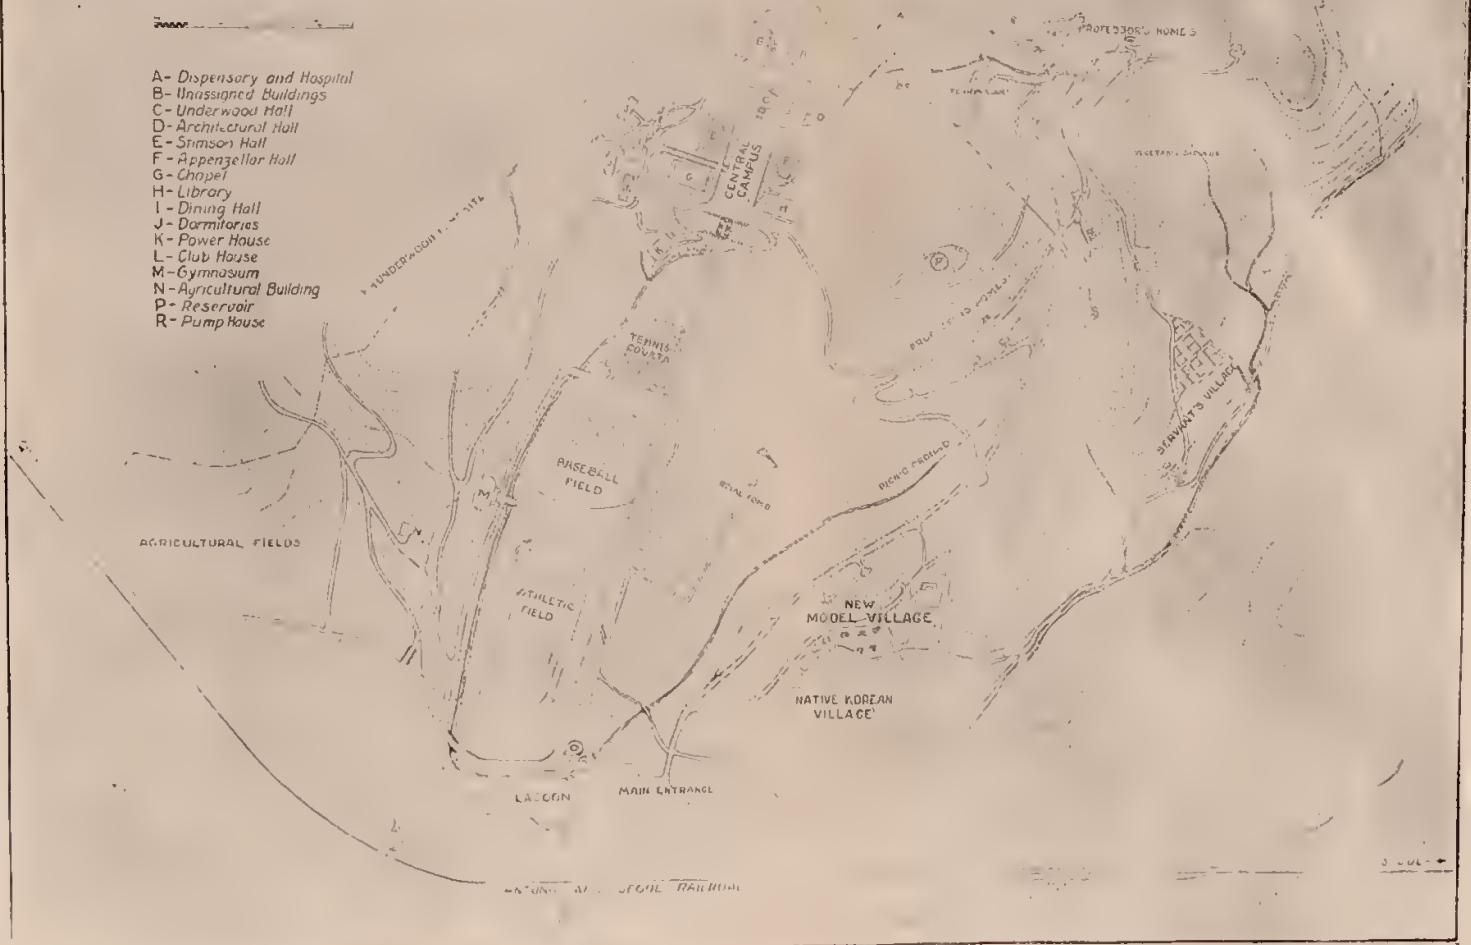 A- Dispensary and Hospital
B- Unassigned Buildings
C- Underwood Hall
D- Architectural Hall
E- Stimson Hall
F- Appenzellar Hall
G- Chapel
H- Library
I- Dining Hall
J- Dormitories
K- Power House
L- Club House
M- Gymnasium
N- Agricultural Building
P- Reservoir
R- Pump House
PROFESSOR'S HOMES
CENTRAL
CAMPUS
G
K
P
TENNIS
COURTS
SERVANT'S VILLAGE
BASEBALL
FIELD
M
N
PICNIC GROUND
AGRICULTURAL FIELDS
ATHLETIC
FIELD
NEW
MODEL VILLAGE
NATIVE KOREAN
VILLAGE
LAGOON
MAIN ENTRANCE
SEOUL RAILROAD